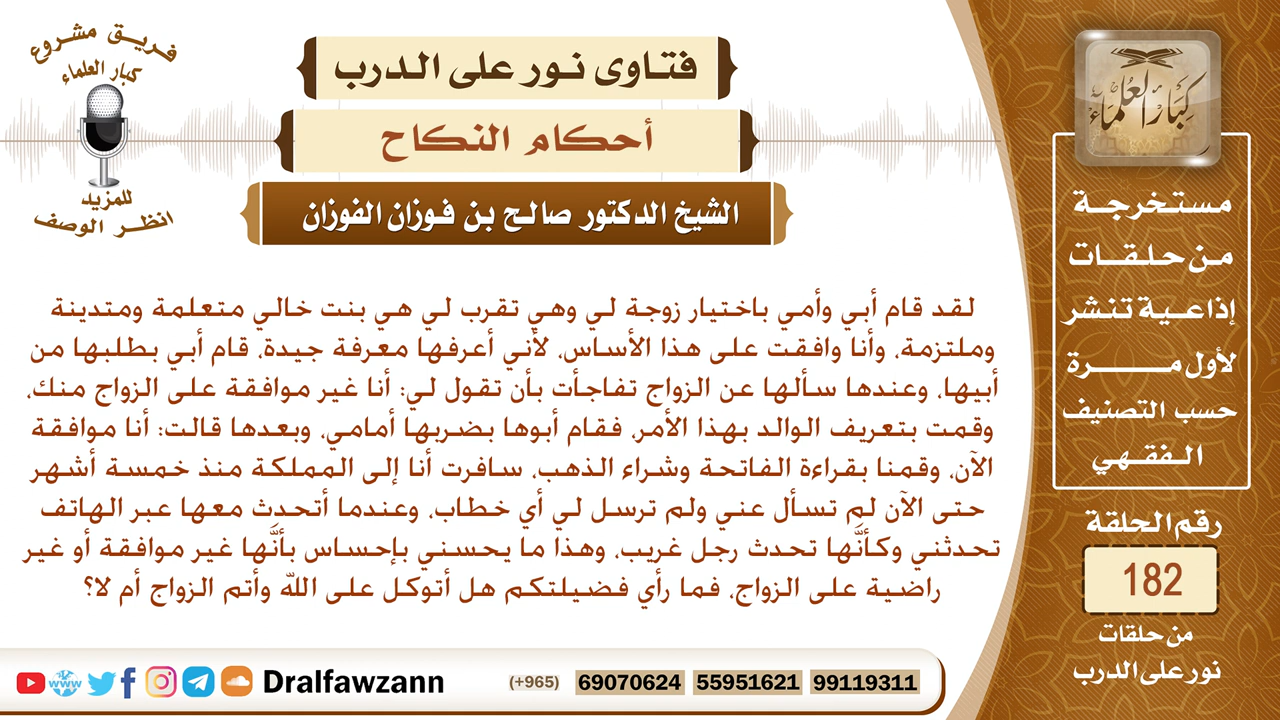 فريق مشروع
كبار العلماء
للمزيد
انظر الوصف
فتاوى نور على الدرب
أحكام النكاح
الشيخ الدكتور صالح بن فوزان الفوزان
لقد قام أبي وأمي باختيار زوجة لي وهي تقرب لي هي بنت خالي متعلمة ومتدينة
وملتزمة، وأنا وافقت على هذا الأساس، لأني أعرفها معرفة جيدة، قام أبي بطلبها من
أبيها، وعندها سألها عن الزواج تفاجأت بأن تقول لي: أنا غير موافقة على الزواج منك،
وقمت بتعريف الوالد بهذا الأمر، فقام أبوها بضربها أمامي، وبعدها قالت: أنا موافقة
الآن، وقمنا بقراءة الفاتحة وشراء الذهب، سافرت أنا إلى المملكة منذ خمسة أشهر
حتى الآن لم تسأل عني ولم ترسل لي أي خطاب، وعندما أتحدث معها عبر الهاتف
تحدثني وكأنَّها تحدث رجل غريب، وهذا ما يحسنني بإحساس بأنَّها غير موافقة أو غير
راضية على الزواج، فما رأي فضيلتكم هل أتوكل على الله وأتم الزواج أم لا؟
كبار العلماء
مستخرجة
من حلقات
إذاعية تنشر
لأول مرة
حسب التصنيف
الفقهي
رقم الحلقة
182
من حلقات
نور على الدرب
www
Dralfawzann
(+965) 69070624 55951621 99119311